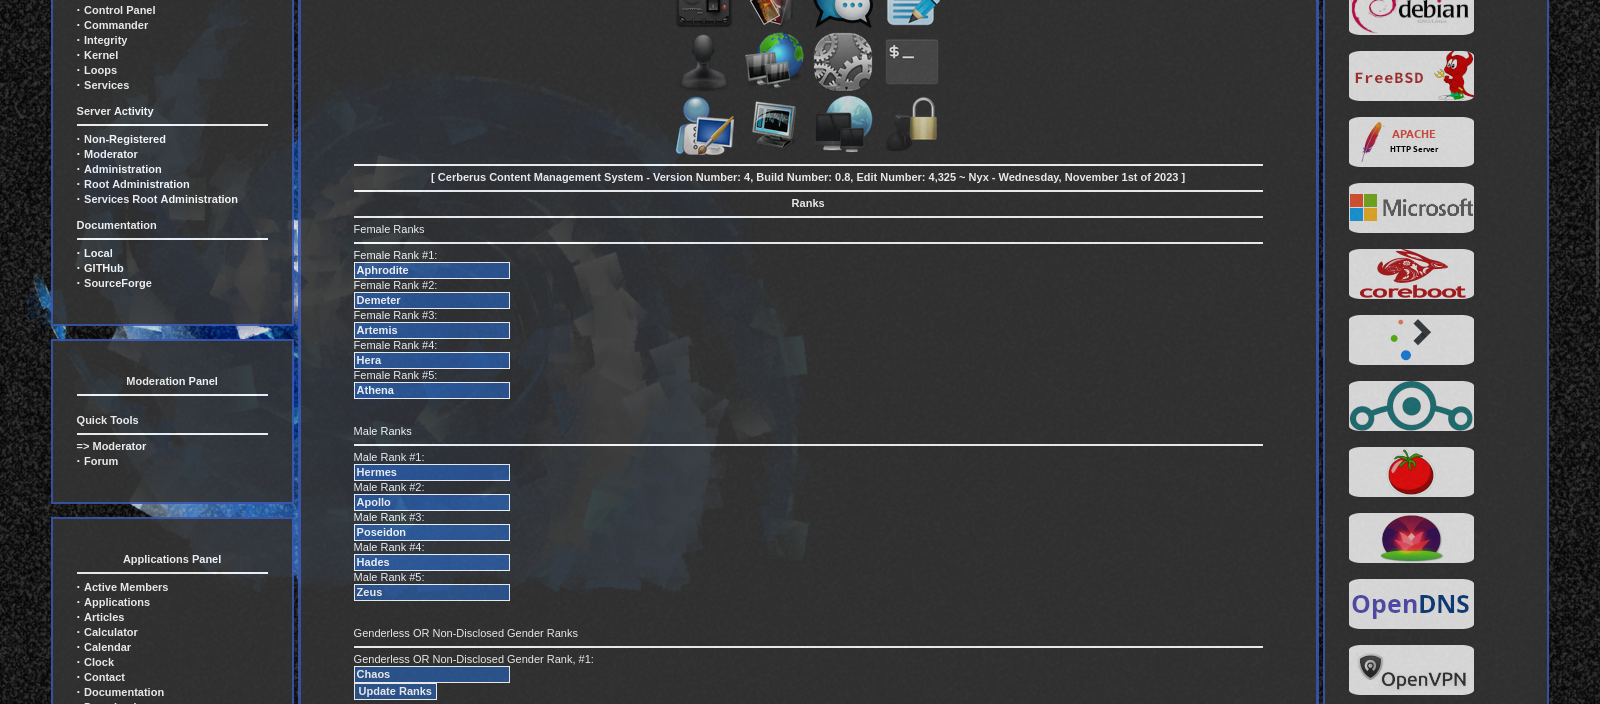 · Control Panel
· Commander
· Integrity
· Kernel
· Loops
· Services
Server Activity
· Non-Registered
· Moderator
· Administration
· Root Administration
· Services Root Administration
Documentation
· Local
· GITHub
· SourceForge
Moderation Panel
Quick Tools
=> Moderator
· Forum
Applications Panel
· Active Members
· Applications
· Articles
· Calculator
· Calendar
· Clock
· Contact
· Documentation
$ _
[ Cerberus Content Management System - Version Number: 4, Build Number: 0.8, Edit Number: 4,325 ~ Nyx - Wednesday, November 1st of 2023 ]
Ranks
Female Ranks
Female Rank #1:
Aphrodite
Female Rank #2:
Demeter
Female Rank #3:
Artemis
Female Rank #4:
Hera
Female Rank #5:
Athena
Male Ranks
Male Rank #1:
Hermes
Male Rank #2:
Apollo
Male Rank #3:
Poseidon
Male Rank #4:
Hades
Male Rank #5:
Zeus
Genderless OR Non-Disclosed Gender Ranks
Genderless OR Non-Disclosed Gender Rank, #1:
Chaos
Update Ranks
debian
FreeBSD
APACHE
HTTP Server
Microsoft
coreboot
OpenDNS
OpenVPN